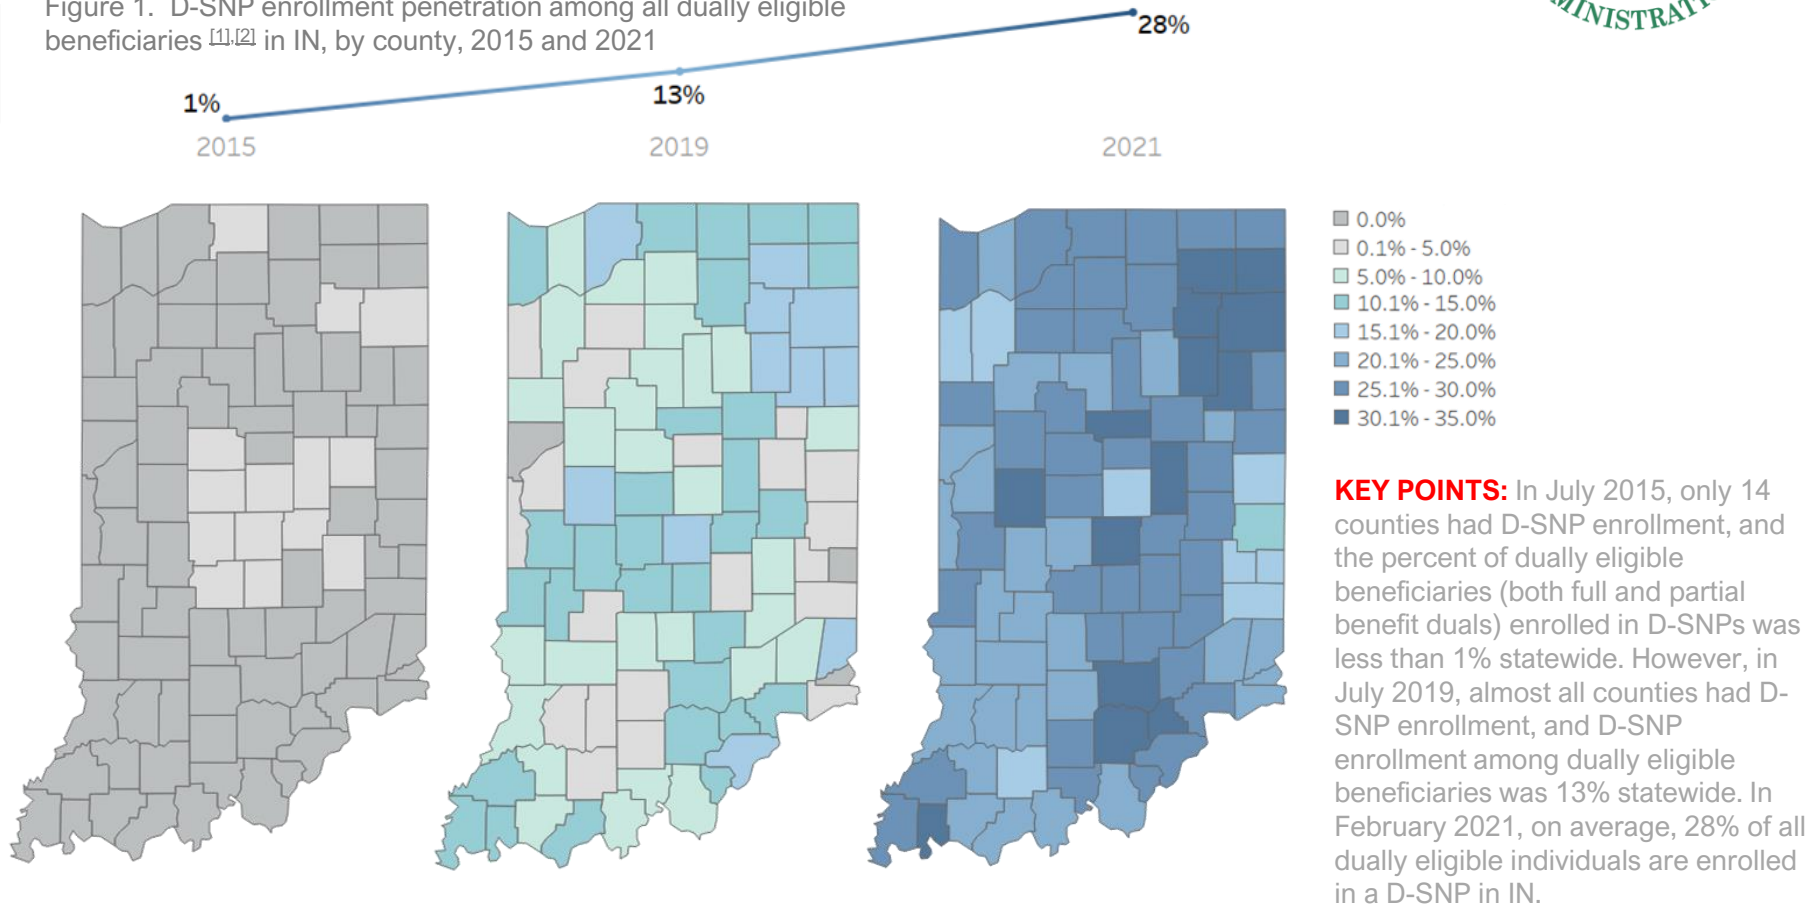 Figure 1.  D-SNP enrollment penetration among all dually eligible
beneficiaries [1],[2] in IN, by county, 2015 and 2021
MINISTRATI
1%
13%
28%
2015
2019
2021
0.0%
0.1% - 5.0%
5.0% - 10.0%
10.1% - 15.0%
15.1% - 20.0%
20.1% - 25.0%
25.1% - 30.0%
30.1% - 35.0%
KEY POINTS: In July 2015, only 14
counties had D-SNP enrollment, and
the percent of dually eligible
beneficiaries (both full and partial
benefit duals) enrolled in D-SNPs was
less than 1% statewide. However, in
July 2019, almost all counties had D-
SNP enrollment, and D-SNP
enrollment among dually eligible
beneficiaries was 13% statewide. In
February 2021, on average, 28% of all
dually eligible individuals are enrolled
in a D-SNP in IN.